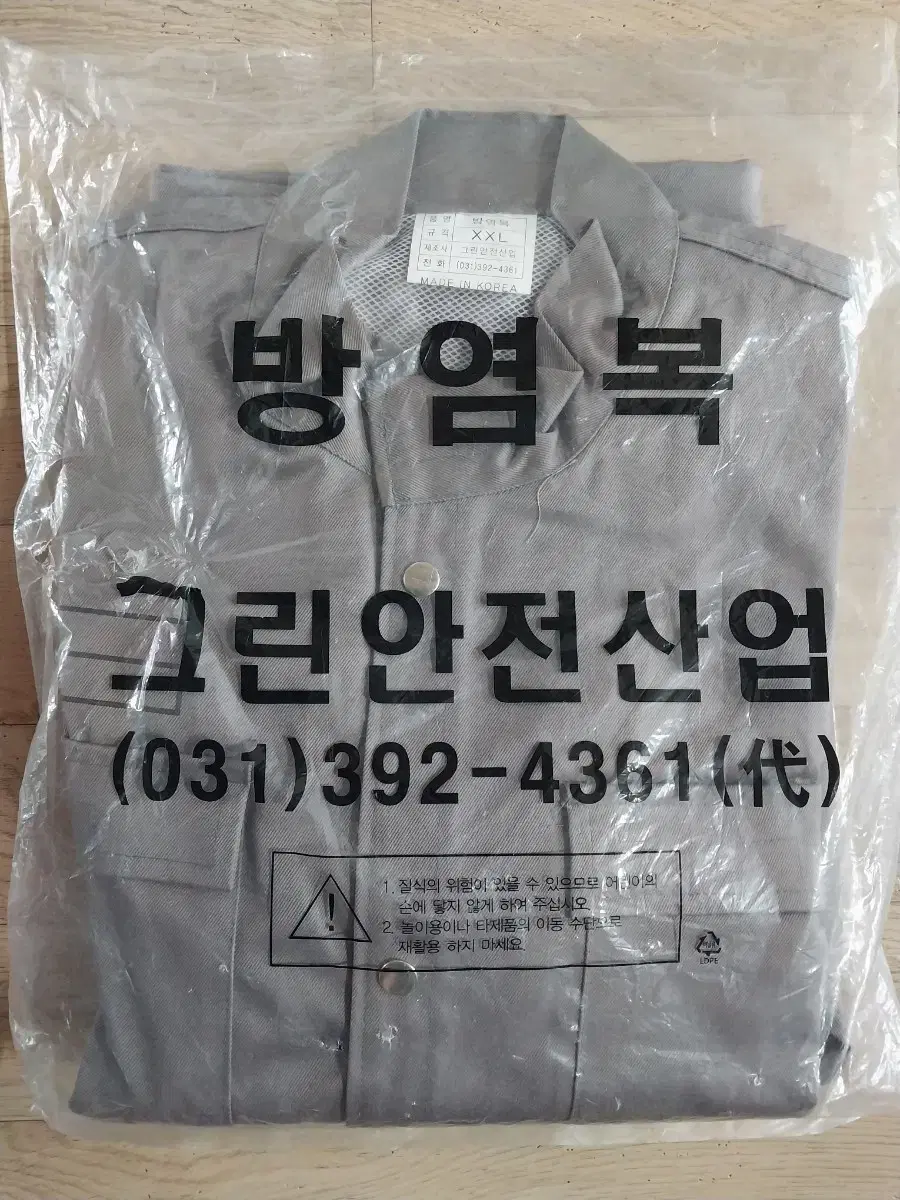 품 명 방염복
규 격 XXL
제조사 그린안전산업
전 화 (031)392-4361
MADE IN KOREA
방염복
그린안전산업
(031)392-4361(代)
1. 질식의 위험이 있을 수 있으므로 어린이의
손에 닿지 않게 하여 주십시오.
2. 놀이용이나 타제품의 이동 수단으로
재활용 하지 마세요.
LDPE